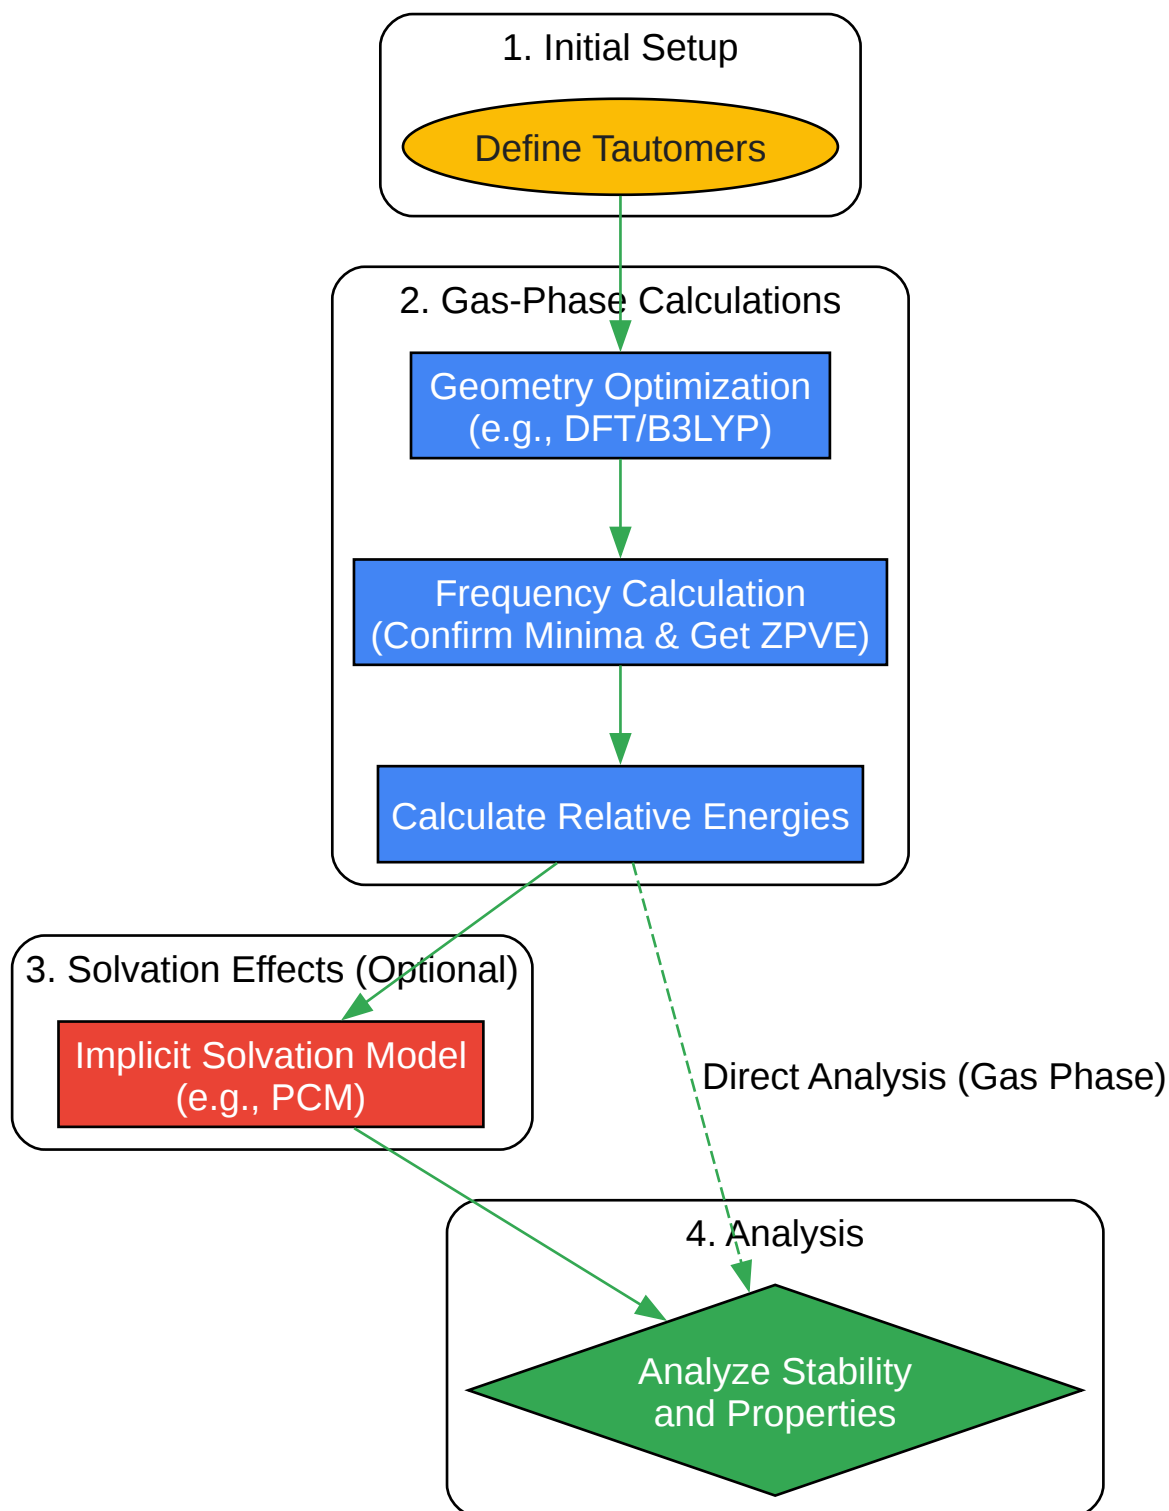 1. Initial Setup
Define Tautomers
2. Gas-Phase Calculations
Geometry Optimization
(e.g., DFT/B3LYP)
Frequency Calculation
(Confirm Minima & Get ZPVE)
Calculate Relative Energies
3. Solvation Effects (Optional)
Implicit Solvation Model
(e.g., PCM)
Direct Analysis (Gas Phase)
4. Analysis
Analyze Stability
and Properties